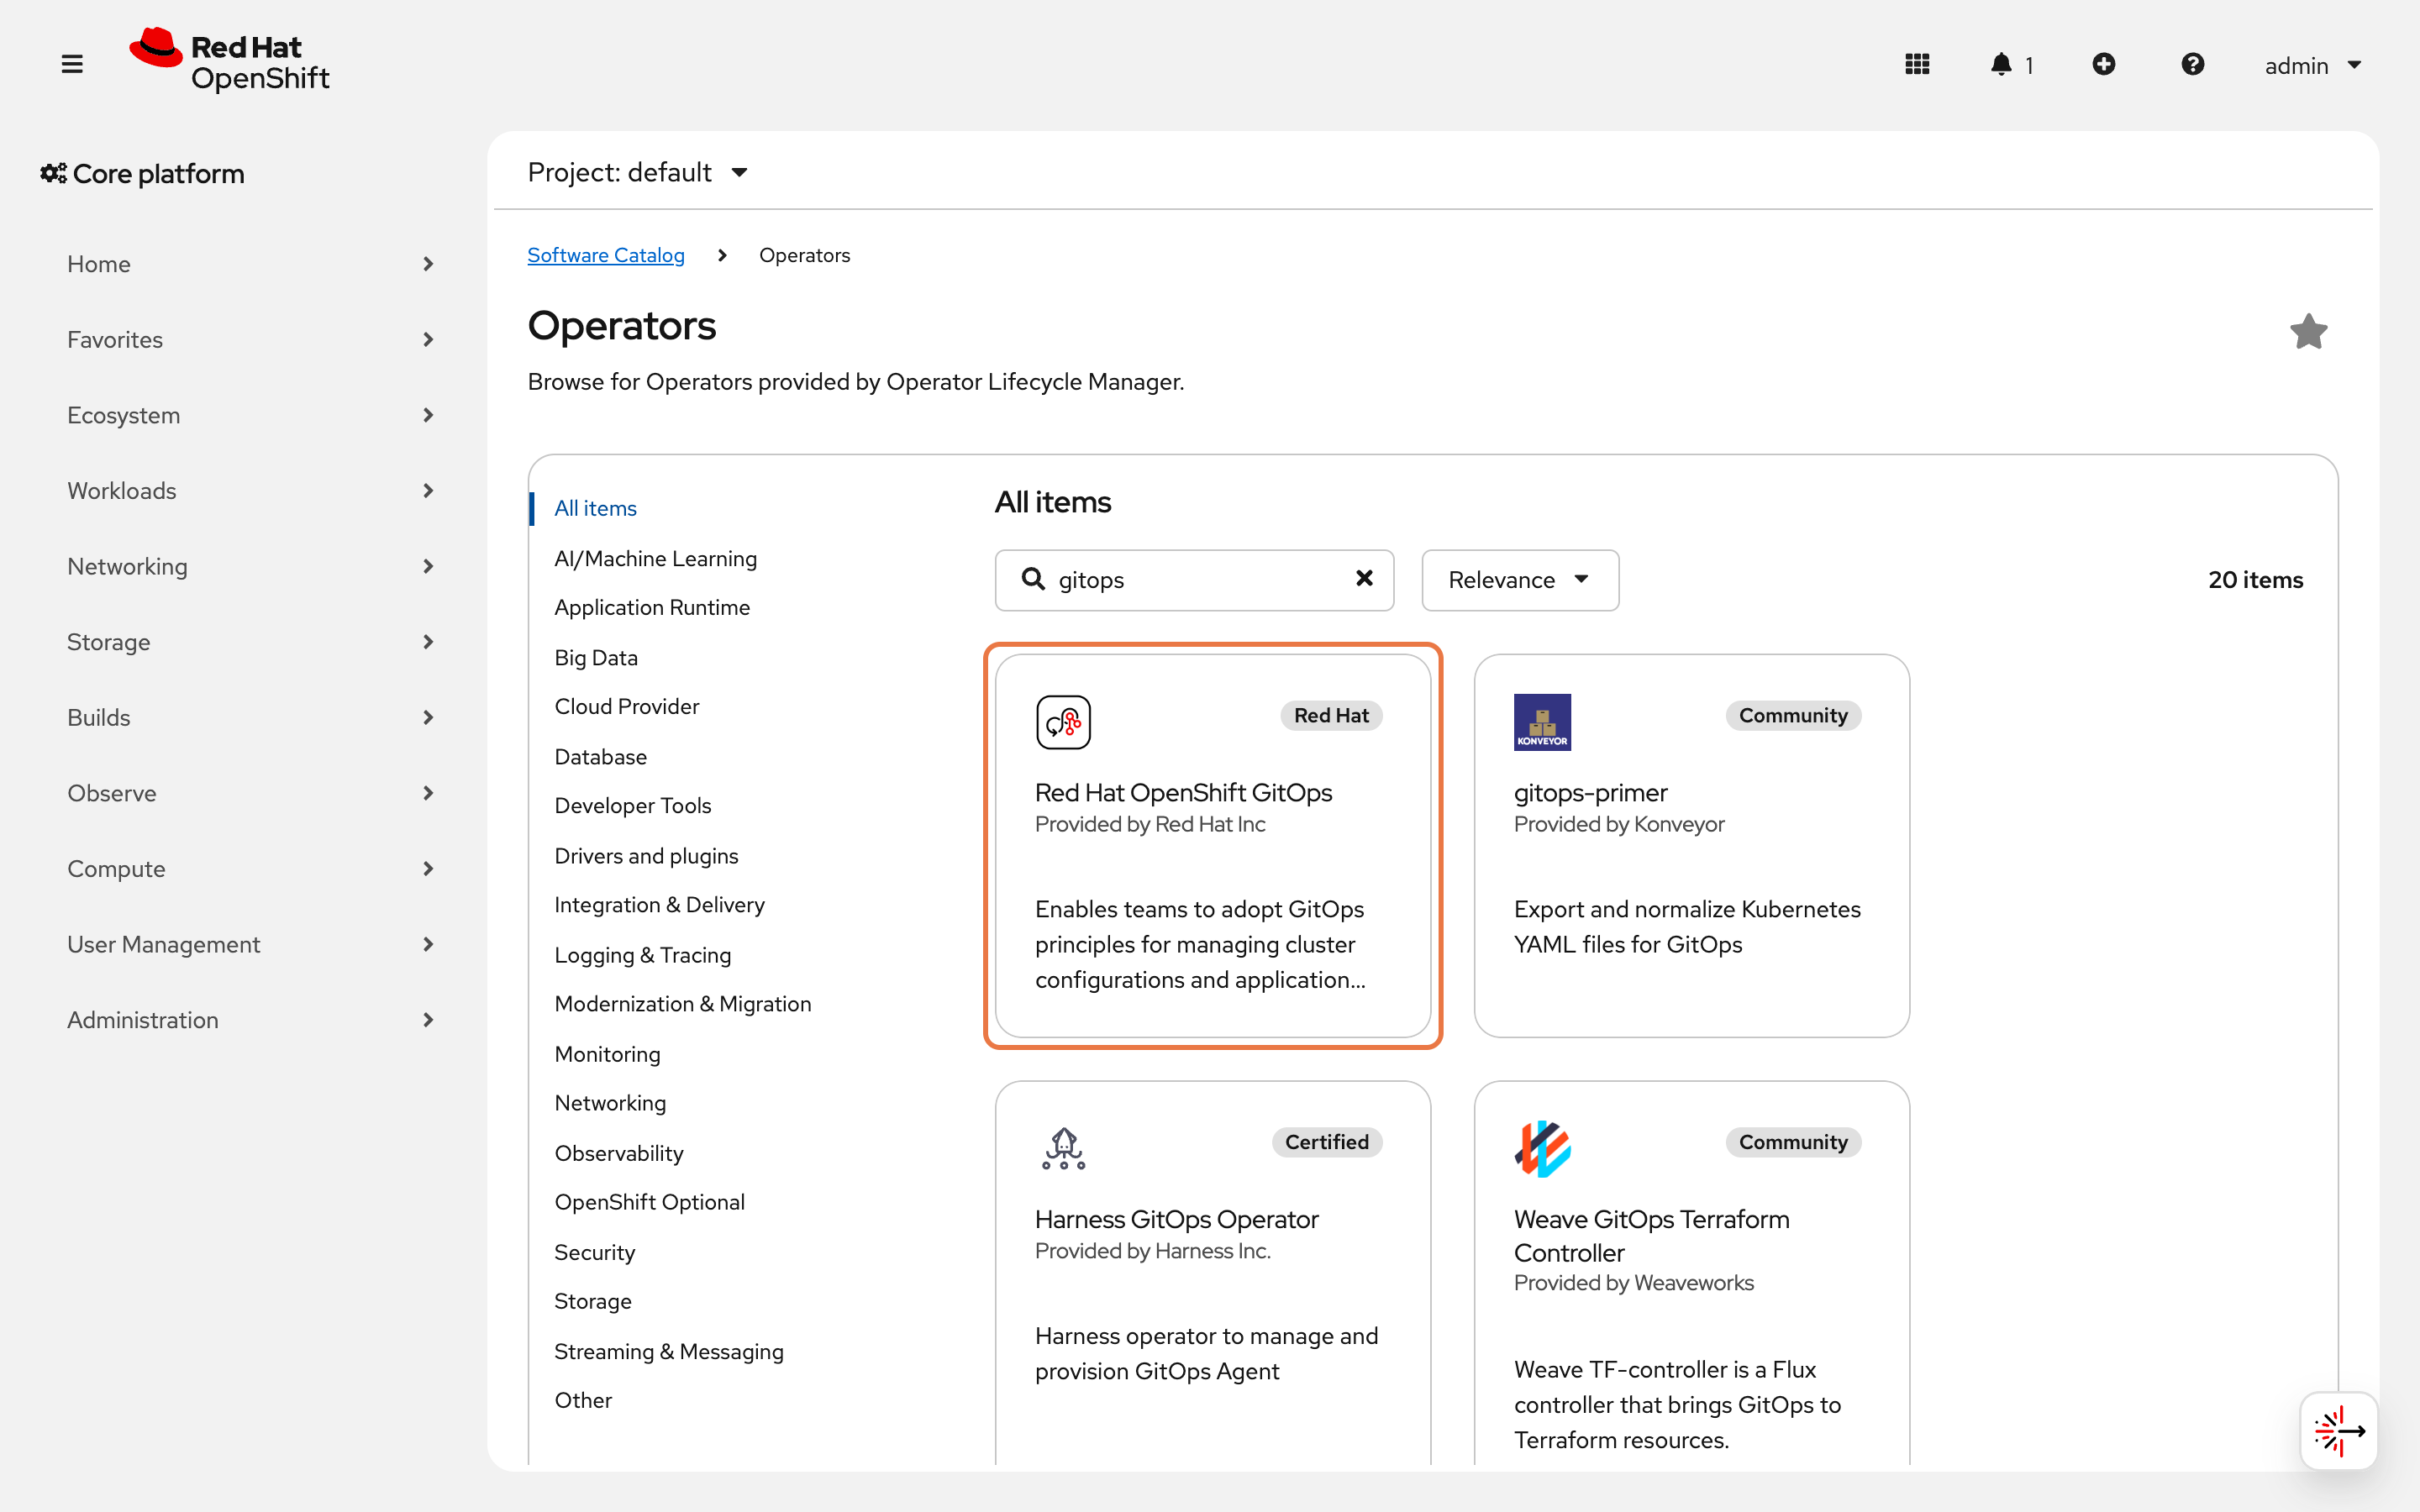 Red Hat
OpenShift
1
admin
Core platform
Home
Favorites
Ecosystem
Workloads
Networking
Storage
Builds
Observe
Compute
User Management
Administration
Project: default
Software Catalog
Operators
Operators
Browse for Operators provided by Operator Lifecycle Manager.
All items
AI/Machine Learning
Application Runtime
Big Data
Cloud Provider
Database
Developer Tools
Drivers and plugins
Integration & Delivery
Logging & Tracing
Modernization & Migration
Monitoring
Networking
Observability
OpenShift Optional
Security
Storage
Streaming & Messaging
Other
All items
gitops
Relevance
20 items
Red Hat
Red Hat OpenShift GitOps
Provided by Red Hat Inc
Enables teams to adopt GitOps
principles for managing cluster
configurations and application...
KONVEYOR
Community
gitops-primer
Provided by Konveyor
Export and normalize Kubernetes
YAML files for GitOps
Certified
Harness GitOps Operator
Provided by Harness Inc.
Harness operator to manage and
provision GitOps Agent
Community
Weave GitOps Terraform
Controller
Provided by Weaveworks
Weave TF-controller is a Flux
controller that brings GitOps to
Terraform resources.